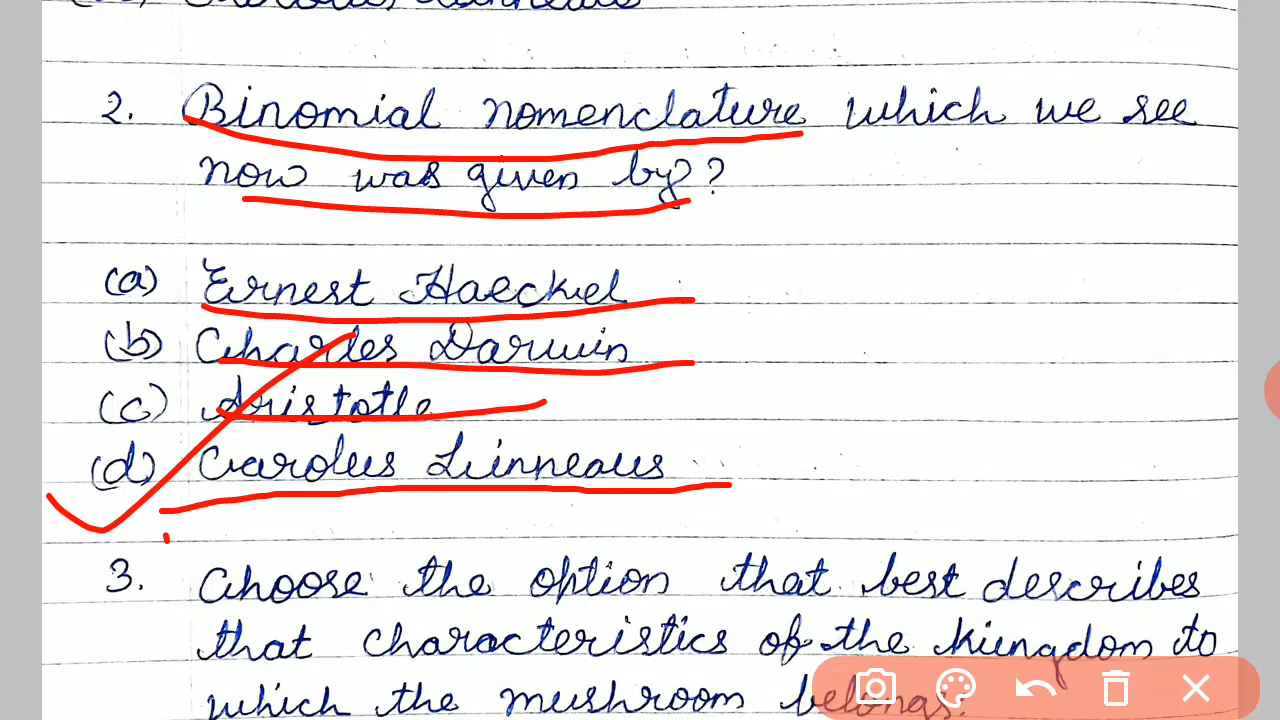 2. Binomial nomenclature which we see
now was given by??
(a) Ernest Haeckel
(b) Charles Darwin
(c) Aristotle
(d) Carolus Linneaus
3. Choose the option that best describes
that characteristics of the kingdom to
which the mushroom belongs.